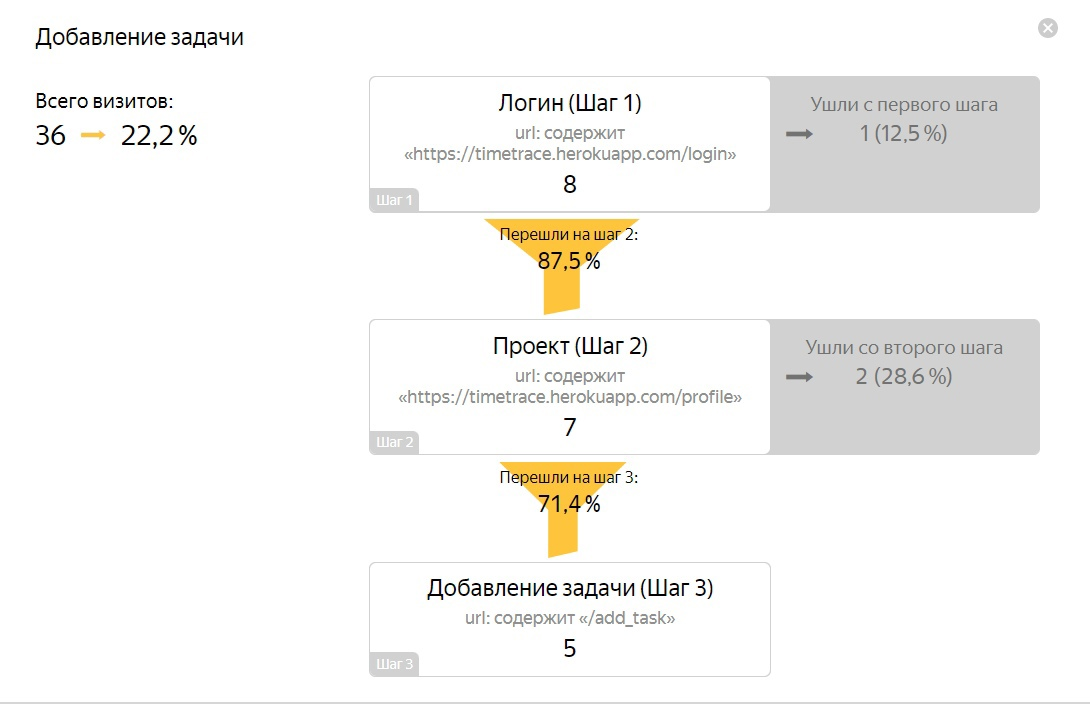 Добавление задачи
Всего визитов:
36 → 22,2 %
Логин (Шаг 1)
url: содержит
«https://timetrace.herokuapp.com/login»
8
Шаг 1
Ушли с первого шага
→ 1 (12,5 %)
Перешли на шаг 2:
87,5 %
Проект (Шаг 2)
url: содержит
«https://timetrace.herokuapp.com/profile»
7
Шаг 2
Ушли со второго шага
→ 2 (28,6 %)
Перешли на шаг 3:
71,4 %
Добавление задачи (Шаг 3)
url: содержит «/add_task»
5
Шаг 3